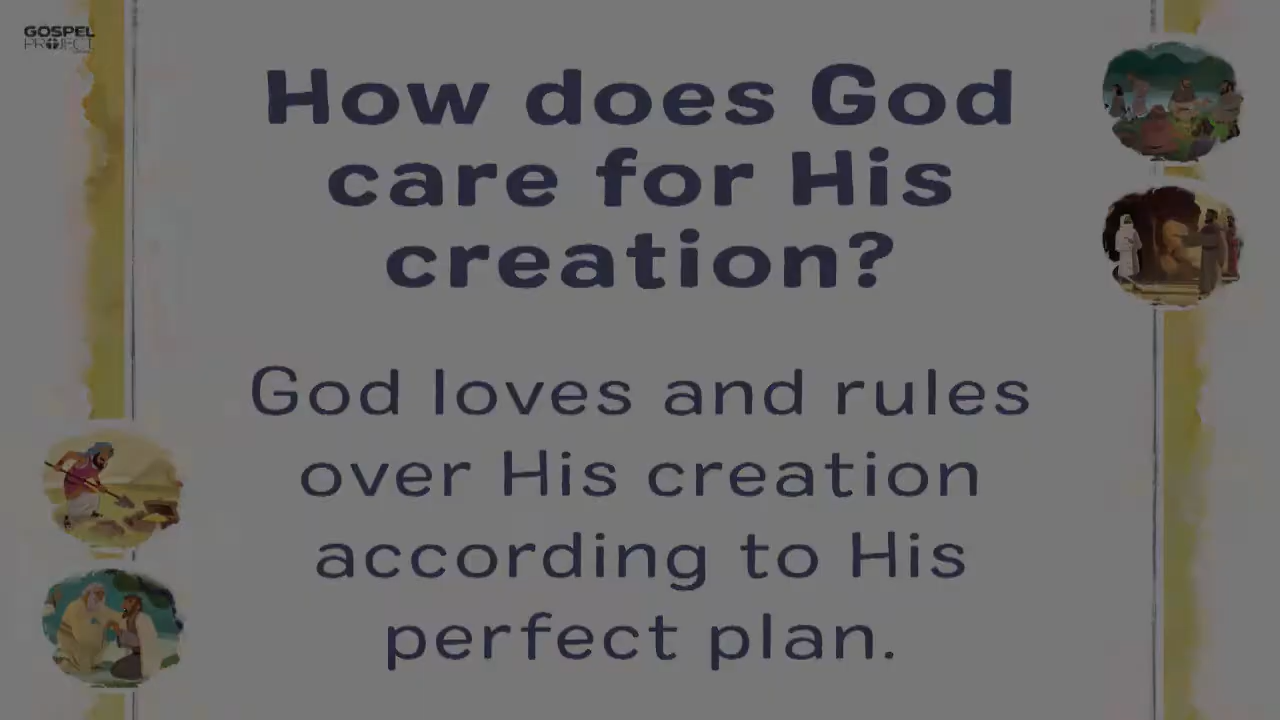 GOSPEL
PROJECT
How does God
care for His
creation?
God loves and rules
over His creation
according to His
perfect plan.